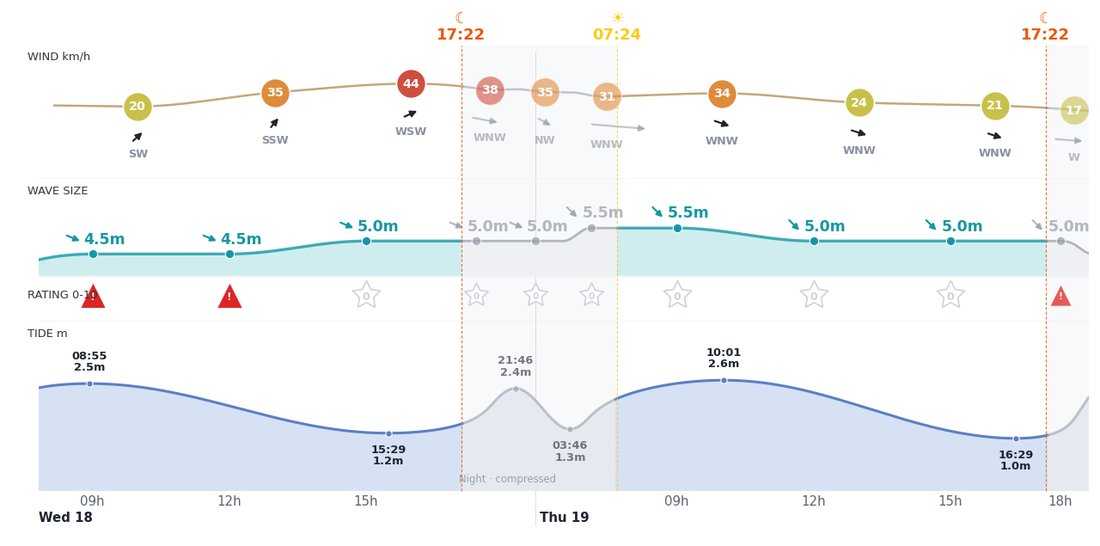 17:22 07:24 17:22
WIND km/h
20 35 44 38 35 31 34 24 21 17
SW SSW WSW WNW NW WNW WNW WNW WNW W
WAVE SIZE
4.5m 4.5m 5.0m 5.0m 5.0m 5.5m 5.5m 5.0m 5.0m 5.0m
RATING 0-10
! ! 0 0 0 0 0 0 0 !
TIDE m
08:55 21:46 10:01
2.5m 2.4m 2.6m
15:29 03:46 16:29
1.2m 1.3m 1.0m
Night · compressed
09h 12h 15h 09h 12h 15h 18h
Wed 18 Thu 19